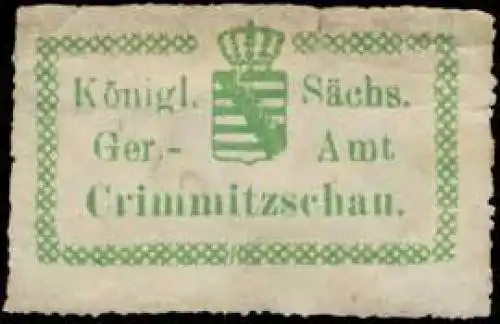 Königl. Sächs.
Ger.- Amt
Crimmitzschau.